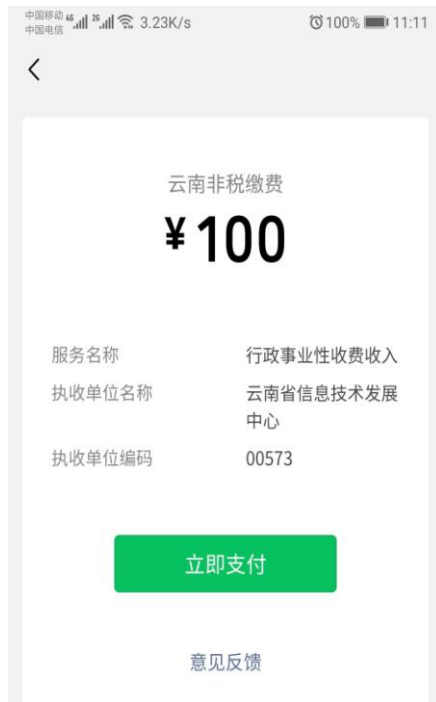 中国移动 46 26 3.23K/s 100% 11:11
中国电信
云南非税缴费
¥100
服务名称 行政事业性收费收入
执收单位名称 云南省信息技术发展
中心
执收单位编码 00573
立即支付
意见反馈